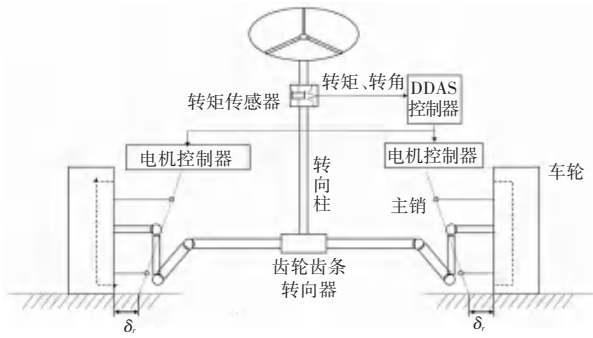 转矩、转角
DDAS
控制器
转矩传感器
电机控制器
电机控制器
车轮
转向柱
主销
齿轮齿条
转向器
δr
δr